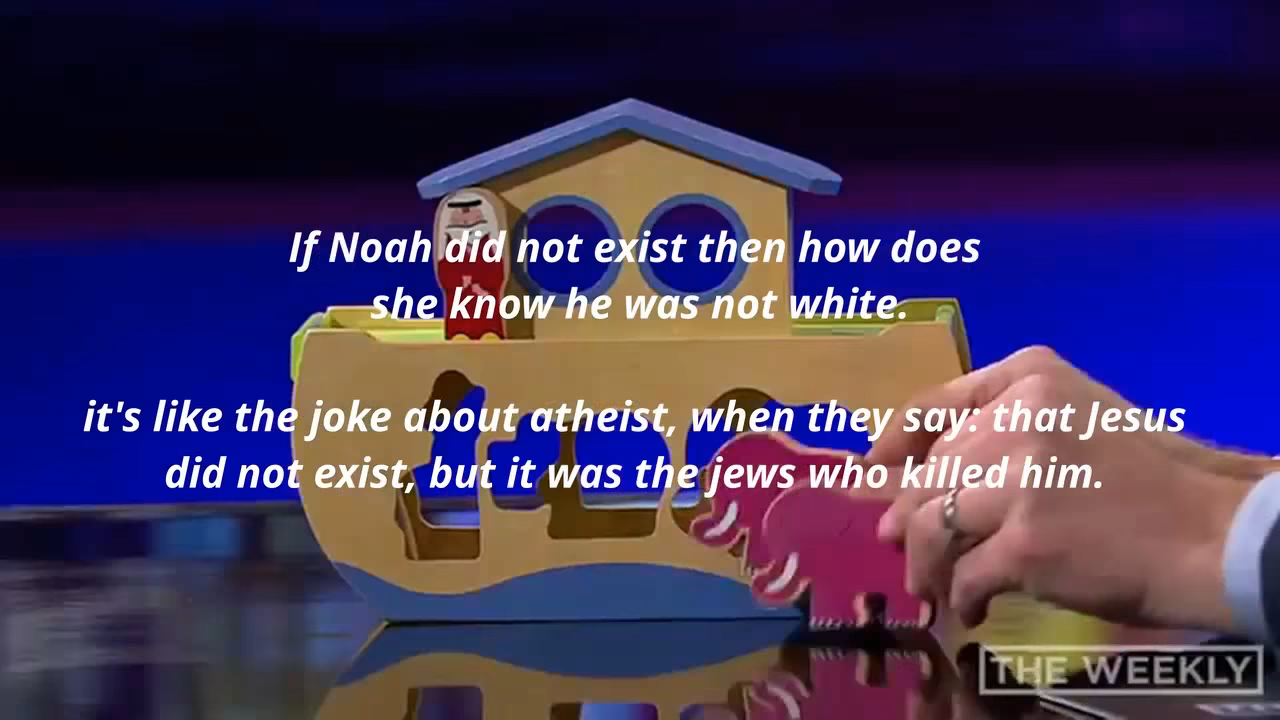 If Noah did not exist then how does
she know he was not white.
it's like the joke about atheist, when they say: that Jesus
did not exist, but it was the jews who killed him.
THE WEEKLY